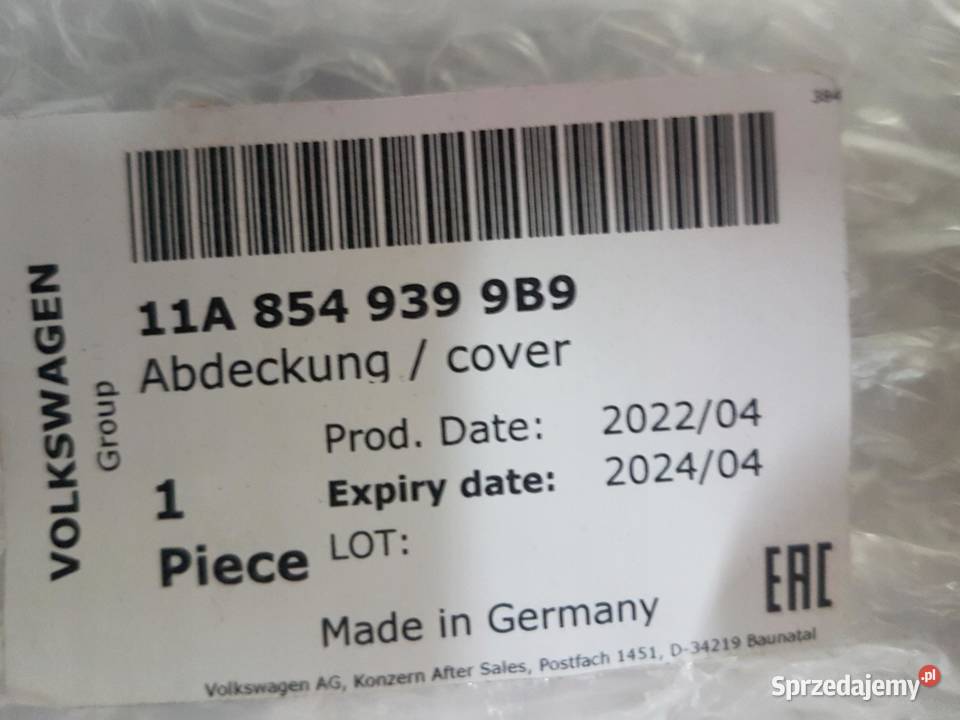 384
VOLKSWAGEN
Group
11A 854 939 9B9
Abdeckung / cover
Prod. Date: 2022/04
Expiry date: 2024/04
1
Piece
LOT:
EAC
Made in Germany
Volkswagen AG, Konzern After Sales, Postfach 1451, D-34219 Baunatal
Sprzedajemy.pl